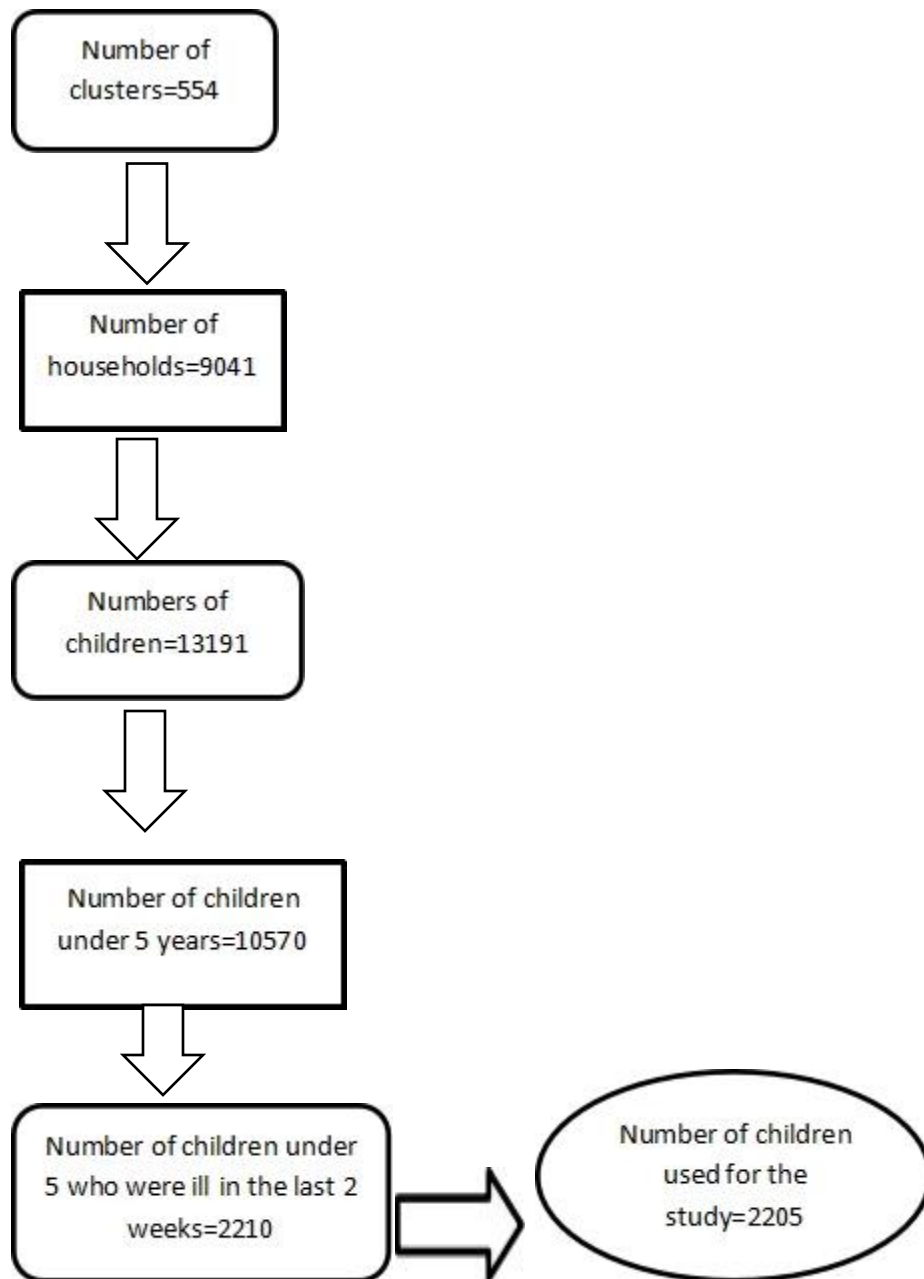 Number of
clusters=554
Number of
households=9041
Numbers of
children=13191
Number of children
under 5 years=10570
Number of children under
5 who were ill in the last 2
weeks=2210
Number of children
used for the
study=2205